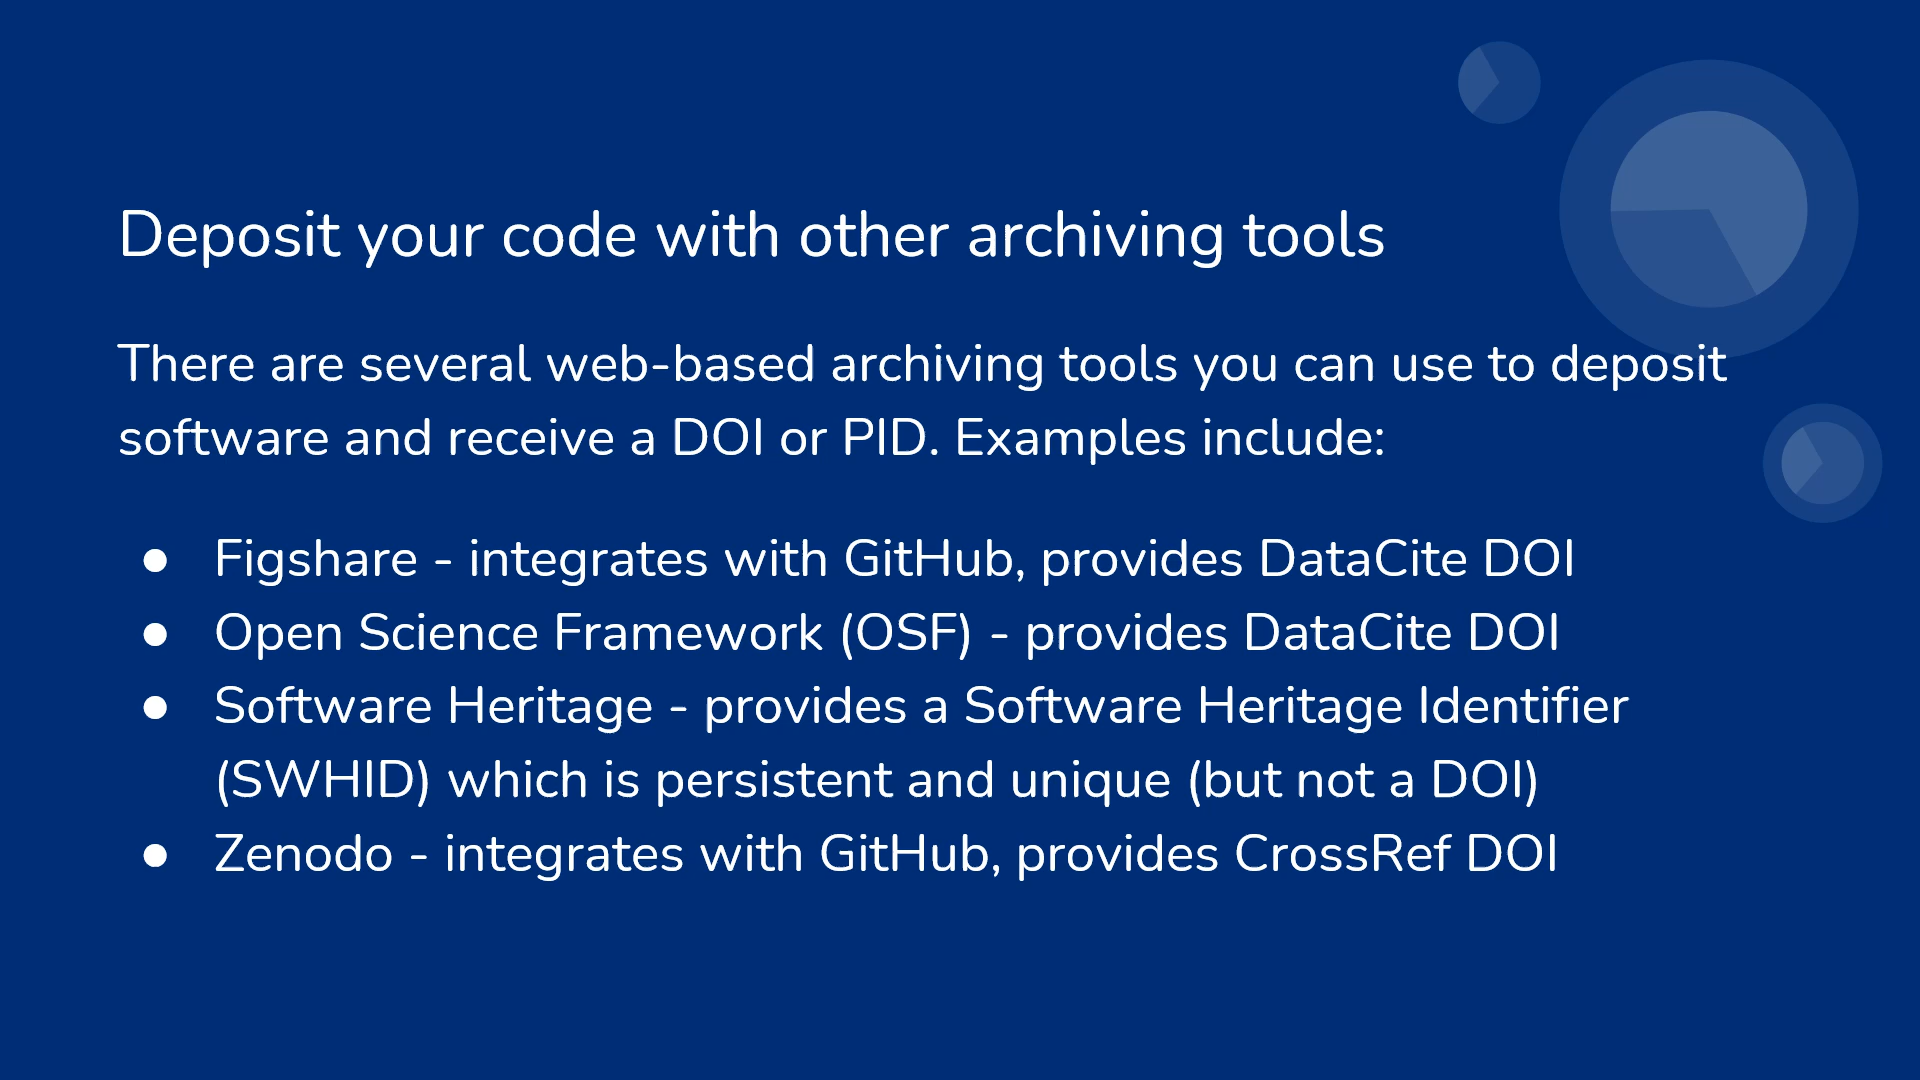 Deposit your code with other archiving tools
There are several web-based archiving tools you can use to deposit
software and receive a DOI or PID. Examples include:
● Figshare - integrates with GitHub, provides DataCite DOI
● Open Science Framework (OSF) - provides DataCite DOI
● Software Heritage - provides a Software Heritage Identifier
(SWHID) which is persistent and unique (but not a DOI)
● Zenodo - integrates with GitHub, provides CrossRef DOI